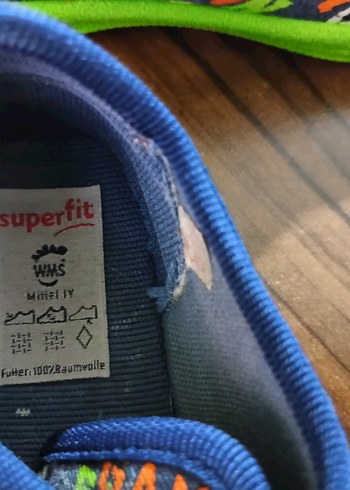 superfit
WMS
Mittel IV
Futter:100%Baumwolle